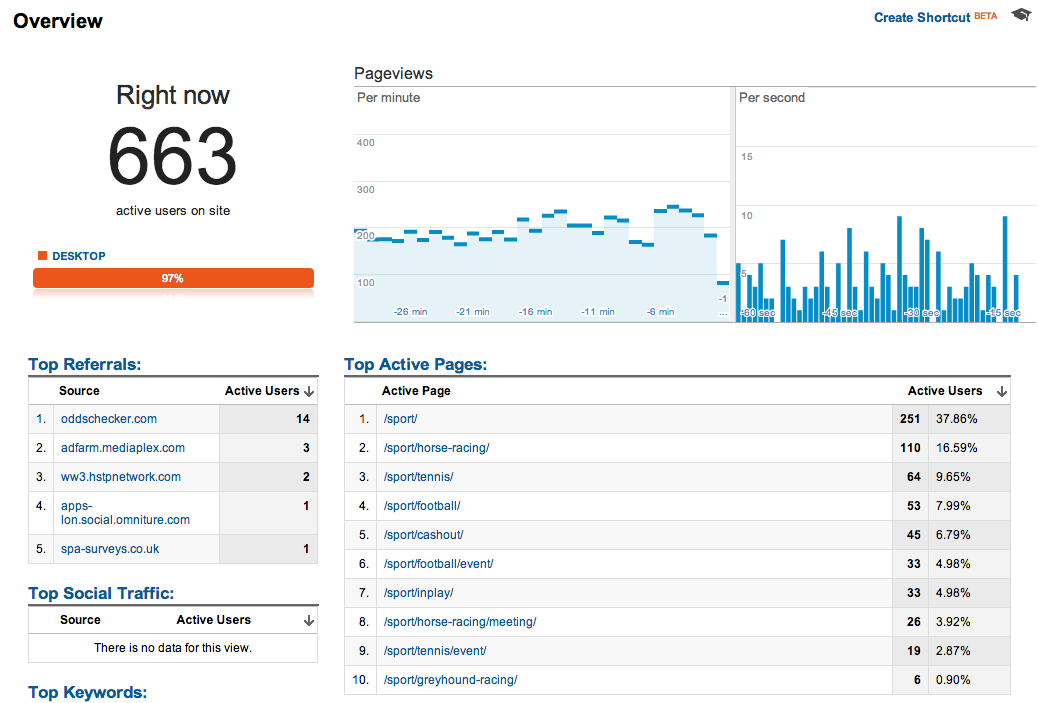 Overview
Create Shortcut BETA
Right now
663
active users on site
DESKTOP
97%
Pageviews
Per minute
400
300
200
100
-26 min
-21 min
-16 min
-11 min
-6 min
-1
...
Per second
15
10
5
-60 sec
-45 sec
-30 sec
-15 sec
Top Referrals:
Source Active Users
1. oddschecker.com 14
2. adfarm.mediaplex.com 3
3. ww3.hstpnetwork.com 2
4. apps-
lon.social.omniture.com 1
5. spa-surveys.co.uk 1
Top Social Traffic:
Source Active Users
There is no data for this view.
Top Keywords:
Top Active Pages:
Active Page Active Users
1. /sport/ 251 37.86%
2. /sport/horse-racing/ 110 16.59%
3. /sport/tennis/ 64 9.65%
4. /sport/football/ 53 7.99%
5. /sport/cashout/ 45 6.79%
6. /sport/football/event/ 33 4.98%
7. /sport/inplay/ 33 4.98%
8. /sport/horse-racing/meeting/ 26 3.92%
9. /sport/tennis/event/ 19 2.87%
10. /sport/greyhound-racing/ 6 0.90%